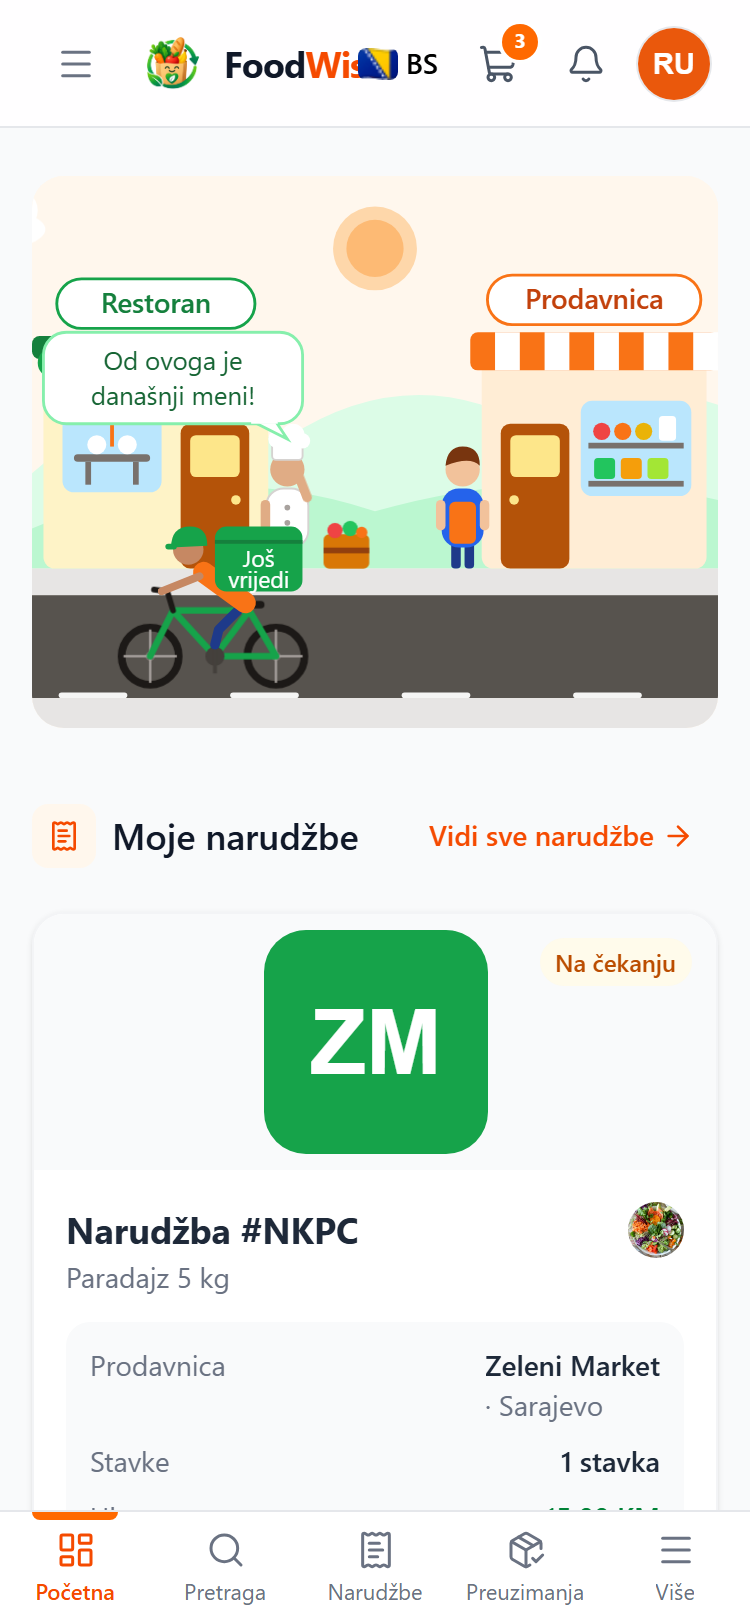 FoodWis
BS
3
RU
Restoran
Prodavnica
Od ovoga je
današnji meni!
Još
vrijedi
Moje narudžbe
Vidi sve narudžbe
Na čekanju
ZM
Narudžba #NKPC
Paradajz 5 kg
Prodavnica
Zeleni Market
· Sarajevo
Stavke
1 stavka
Početna
Pretraga
Narudžbe
Preuzimanja
Više